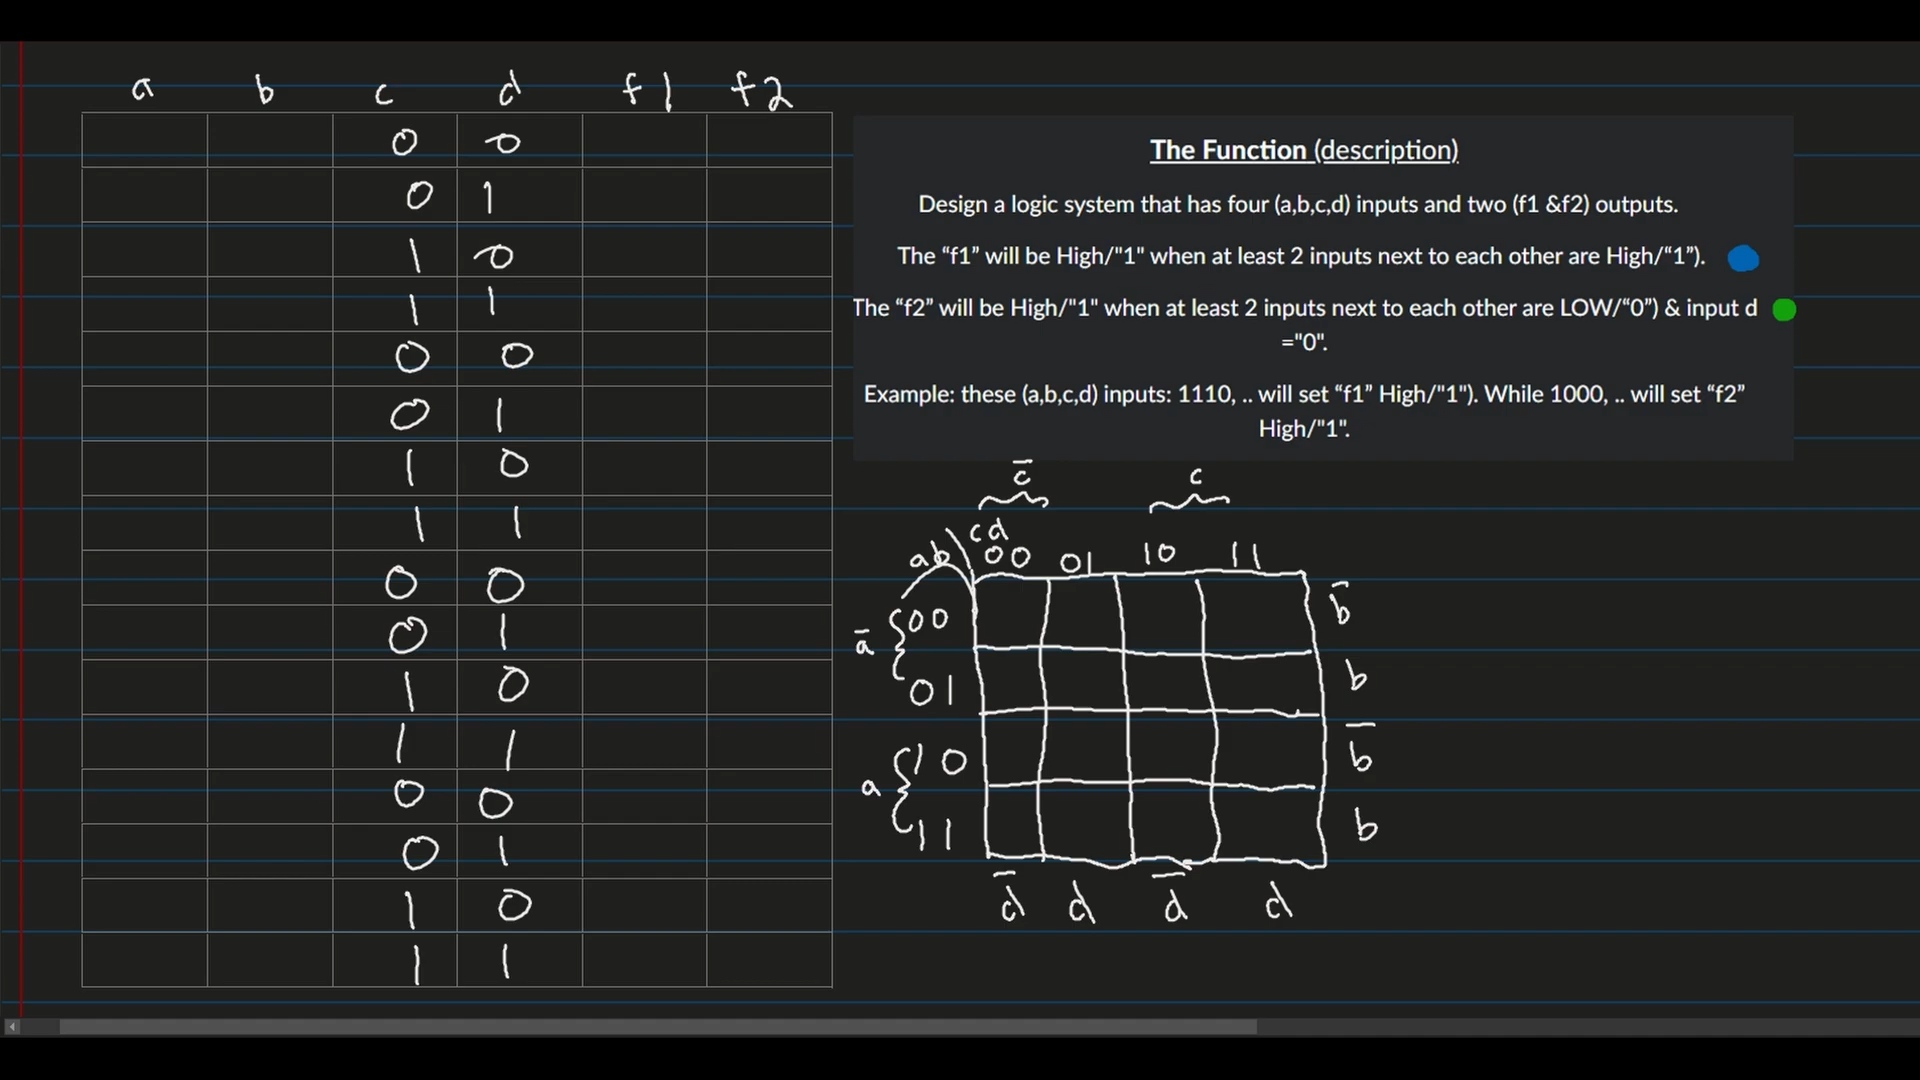 a b c d f1 f2
0 0
0 1
1 0
1 1
0 0
0 1
1 0
1 1
0 0
0 1
1 0
1 1
0 0
0 1
1 0
1 1
The Function (description)
Design a logic system that has four (a,b,c,d) inputs and two (f1 &f2) outputs.
The “f1” will be High/"1" when at least 2 inputs next to each other are High/“1”).
The “f2” will be High/"1" when at least 2 inputs next to each other are LOW/“0”) & input d
="0".
Example: these (a,b,c,d) inputs: 1110, .. will set “f1” High/"1"). While 1000, .. will set “f2”
High/"1".
c̄ c
cd
ab 00 01 10 11
00 b̄
ā
01 b
10 b̄
a
11 b
d̄ d d̄ d